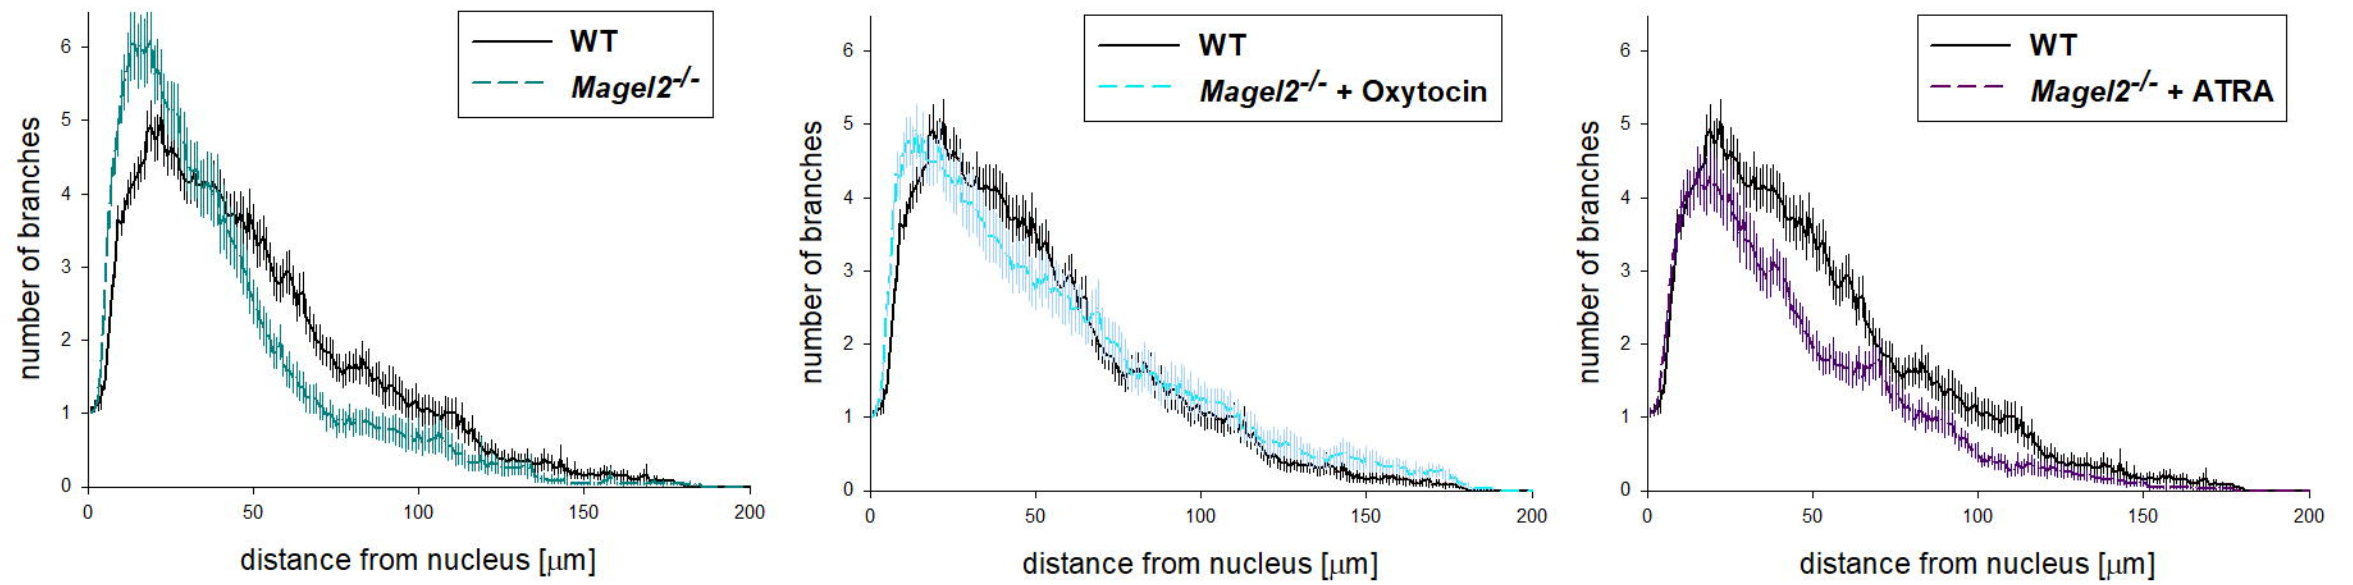 WT
Magel2-/-
number of branches
6
5
4
3
2
1
0
0 50 100 150 200
distance from nucleus [μm]
WT
Magel2-/- + Oxytocin
number of branches
6
5
4
3
2
1
0
0 50 100 150 200
distance from nucleus [μm]
WT
Magel2-/- + ATRA
number of branches
6
5
4
3
2
1
0
0 50 100 150 200
distance from nucleus [μm]